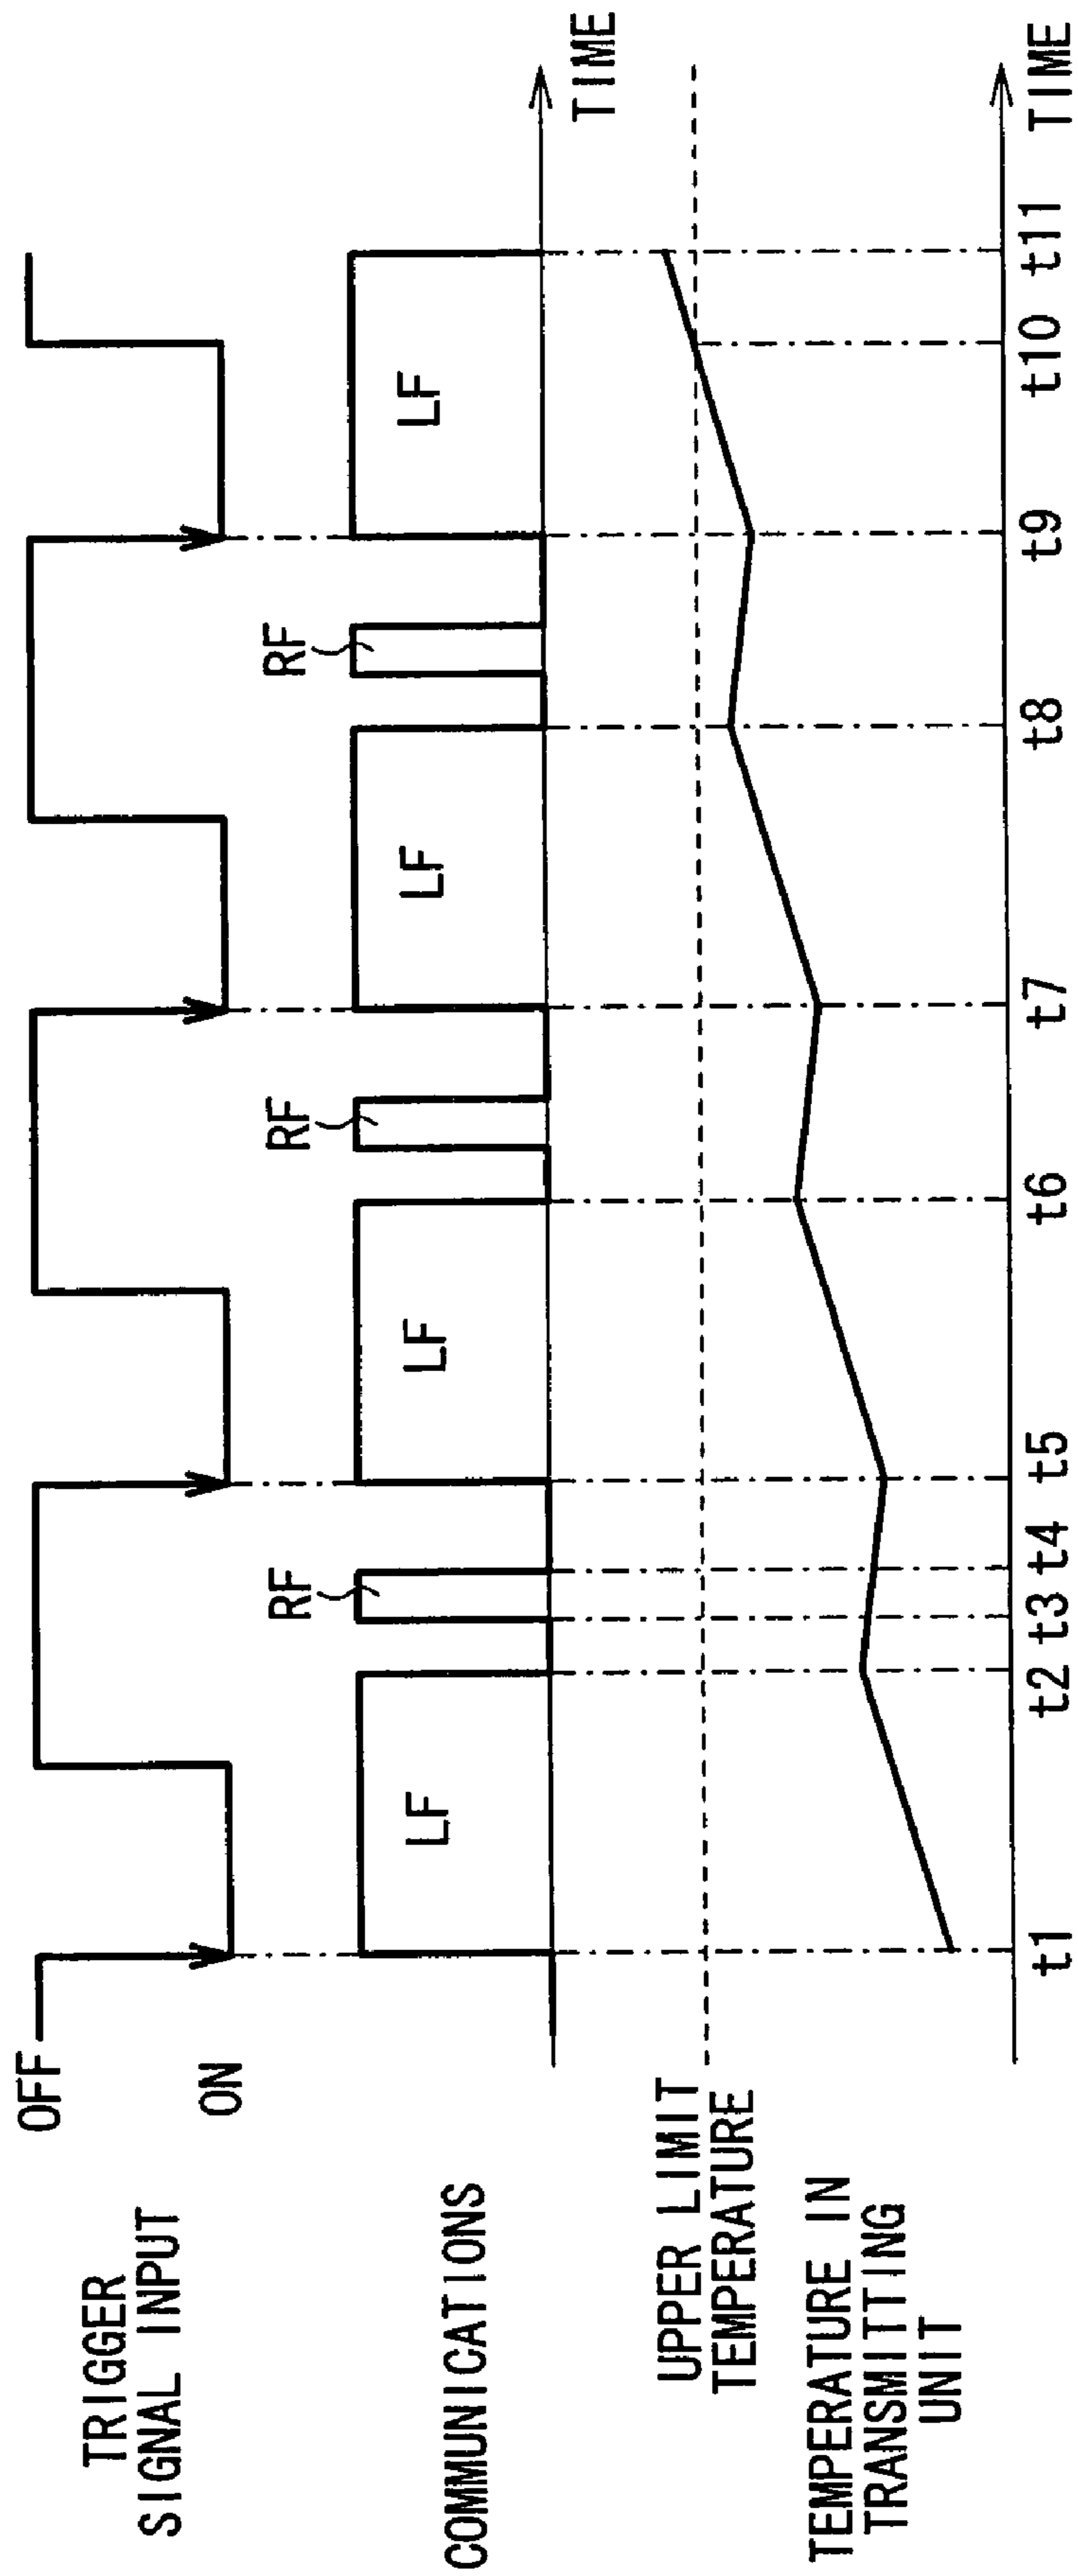 OFF
ON
TRIGGER
SIGNAL INPUT
RF
RF
RF
LF
LF
LF
LF
COMMUNICATIONS
TIME
UPPER LIMIT
TEMPERATURE
TEMPERATURE IN
TRANSMITTING
UNIT
t1 t2 t3 t4 t5 t6 t7 t8 t9 t10 t11 TIME